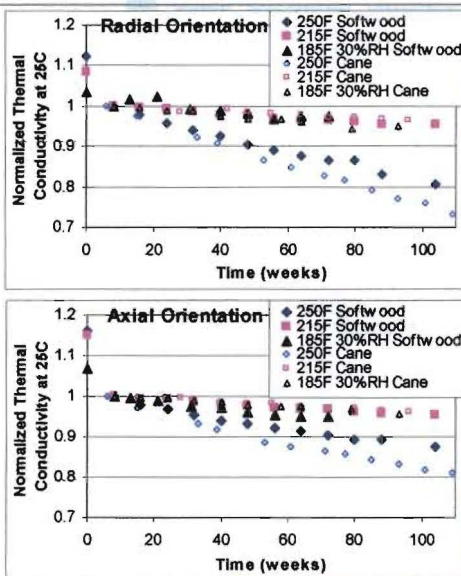 Radial Orientation
250F Softwood
215F Softwood
185F 30%RH Softwood
250F Cane
215F Cane
185F 30%RH Cane
Normalized Thermal
Conductivity at 25C
1.2
1.1
1
0.9
0.8
0.7
0 20 40 60 80 100
Time (weeks)
Axial Orientation
250F Softwood
215F Softwood
185F 30%RH Softwood
250F Cane
215F Cane
185F 30%RH Cane
Normalized Thermal
Conductivity at 25C
1.2
1.1
1
0.9
0.8
0.7
0 20 40 60 80 100
Time (weeks)